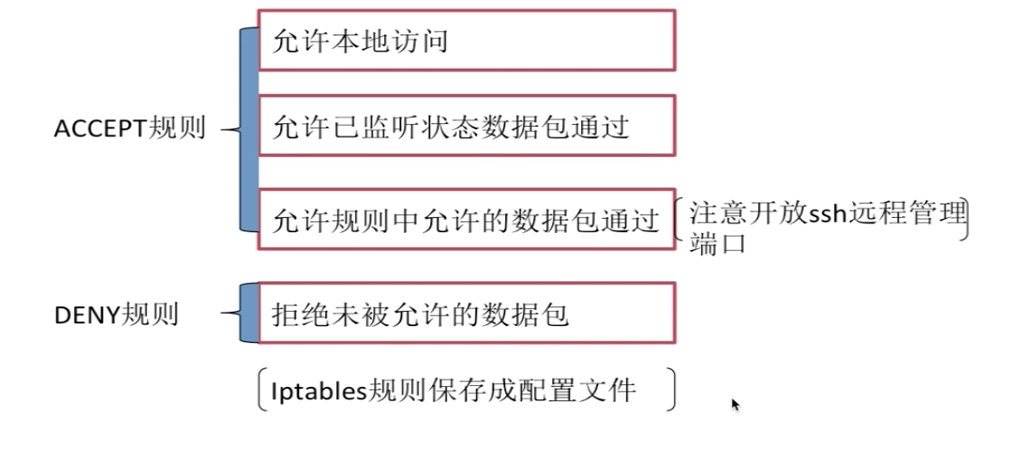 允许本地访问
ACCEPT规则
允许已监听状态数据包通过
允许规则中允许的数据包通过
注意开放ssh远程管理
端口
DENY规则
拒绝未被允许的数据包
Iptables规则保存成配置文件